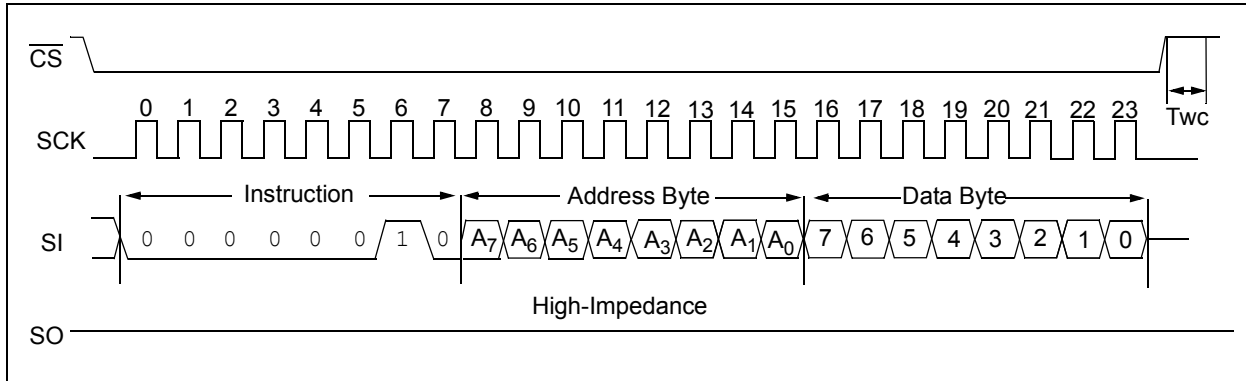 CS
0 1 2 3 4 5 6 7 8 9 10 11 12 13 14 15 16 17 18 19 20 21 22 23
Twc
SCK
Instruction Address Byte Data Byte
SI 0 0 0 0 0 0 1 0 A7 A6 A5 A4 A3 A2 A1 A0 7 6 5 4 3 2 1 0
High-Impedance
SO